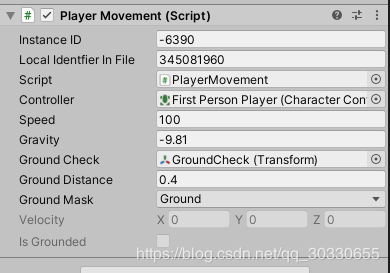 Player Movement (Script)
Instance ID -6390
Local Identfier In File 345081960
Script PlayerMovement
Controller First Person Player (Character Con
Speed 100
Gravity -9.81
Ground Check GroundCheck (Transform)
Ground Distance 0.4
Ground Mask Ground
Velocity X 0 Y 0 Z 0
Is Grounded
https://blog.csdn.net/qq_30330655